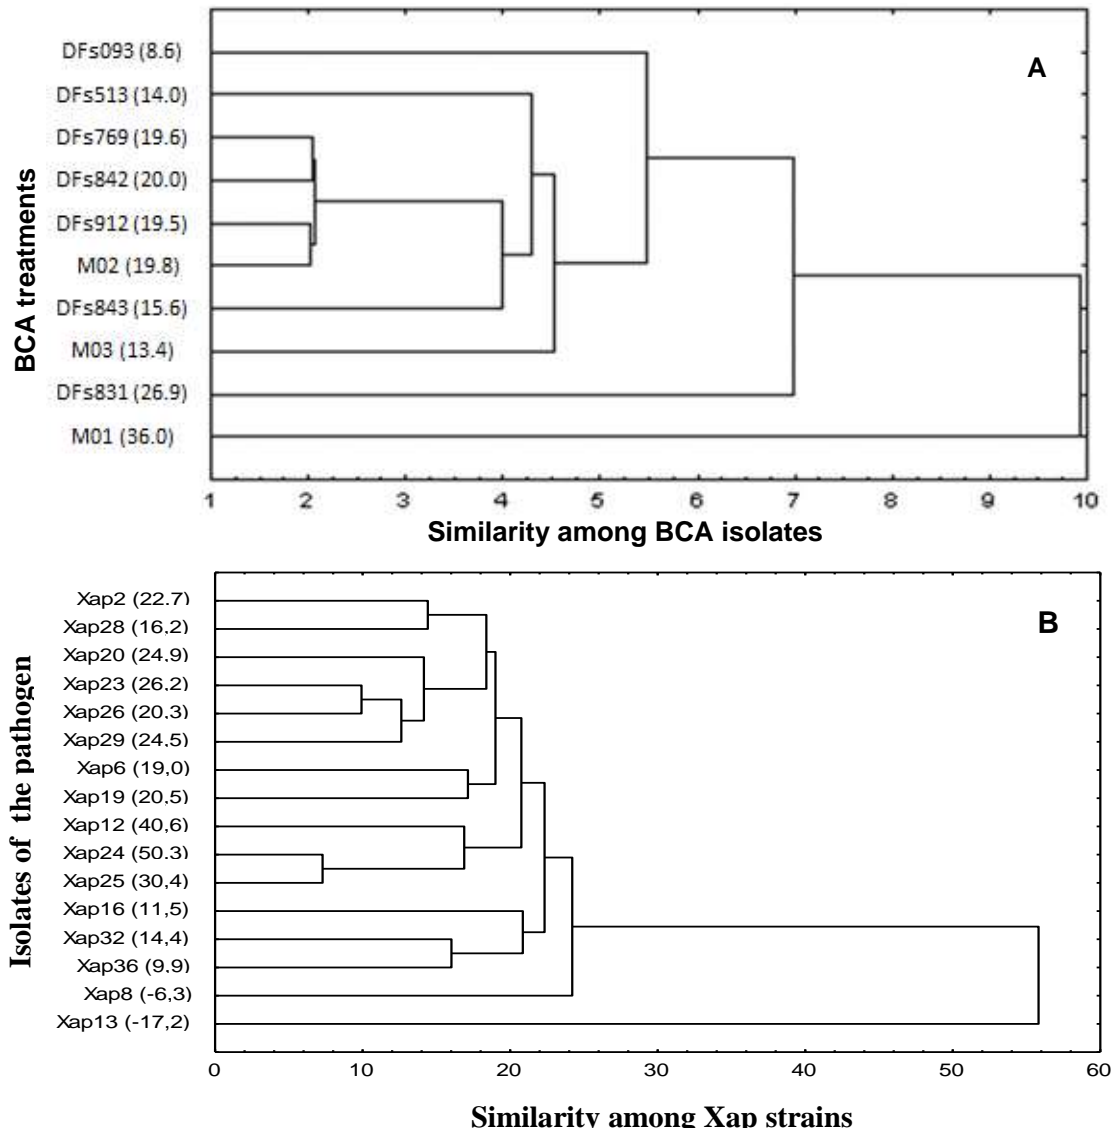 A
BCA treatments
DFs093 (8.6)
DFs513 (14.0)
DFs769 (19.6)
DFs842 (20.0)
DFs912 (19.5)
M02 (19.8)
DFs843 (15.6)
M03 (13.4)
DFs831 (26.9)
M01 (36.0)
1 2 3 4 5 6 7 8 9 10
Similarity among BCA isolates
B
Isolates of the pathogen
Xap2 (22.7)
Xap28 (16,2)
Xap20 (24.9)
Xap23 (26.2)
Xap26 (20.3)
Xap29 (24.5)
Xap6 (19,0)
Xap19 (20,5)
Xap12 (40,6)
Xap24 (50.3)
Xap25 (30,4)
Xap16 (11,5)
Xap32 (14,4)
Xap36 (9.9)
Xap8 (-6,3)
Xap13 (-17,2)
0 10 20 30 40 50 60
Similarity among Xap strains